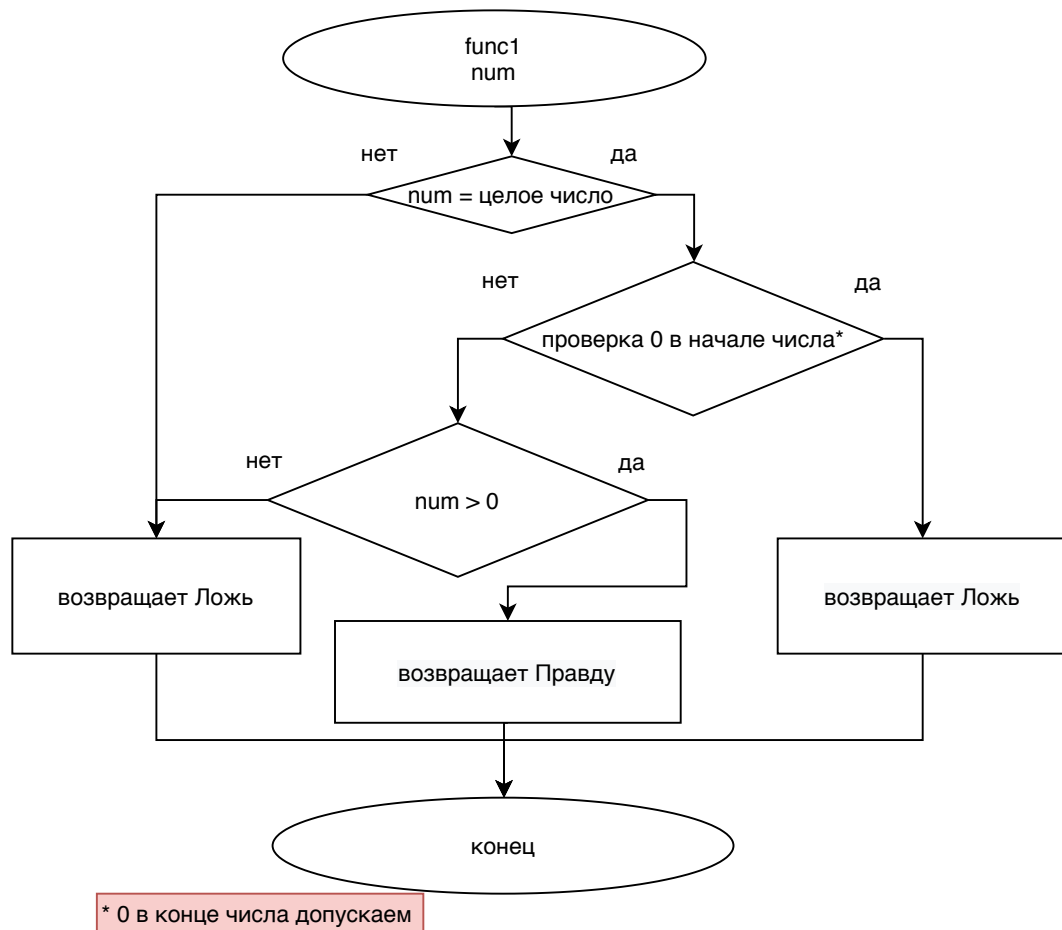 func1
num
нет
да
num = целое число
нет
да
проверка 0 в начале числа*
нет
да
num > 0
возвращает Ложь
возвращает Ложь
возвращает Правду
конец
* 0 в конце числа допускаем